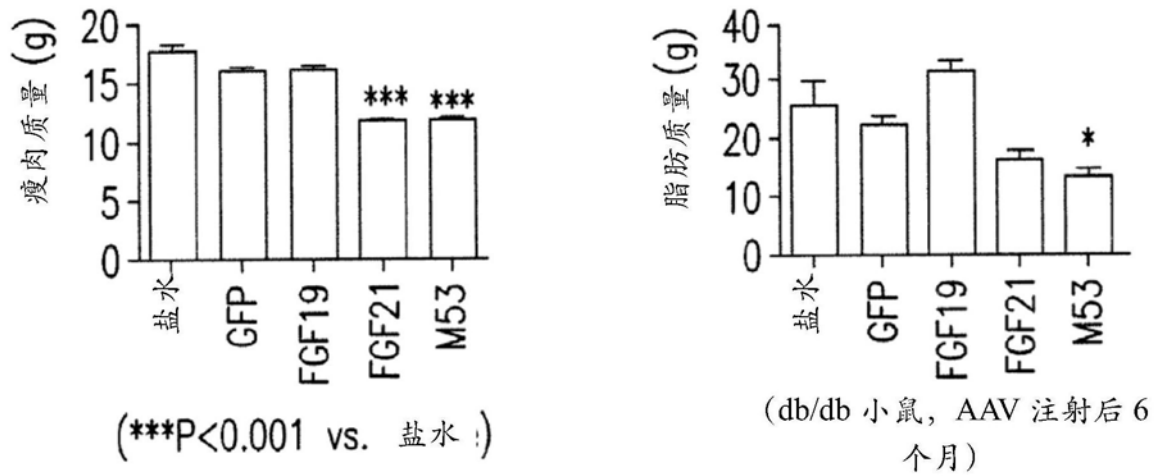 瘦肉质量(g)
20
15
10
5
0
*** ***
盐水
GFP
FGF19
FGF21
M53
(***P<0.001 vs. 盐水 )
脂肪质量(g)
40
30
20
10
0
*
盐水
GFP
FGF19
FGF21
M53
(db/db 小鼠，AAV 注射后 6
个月)